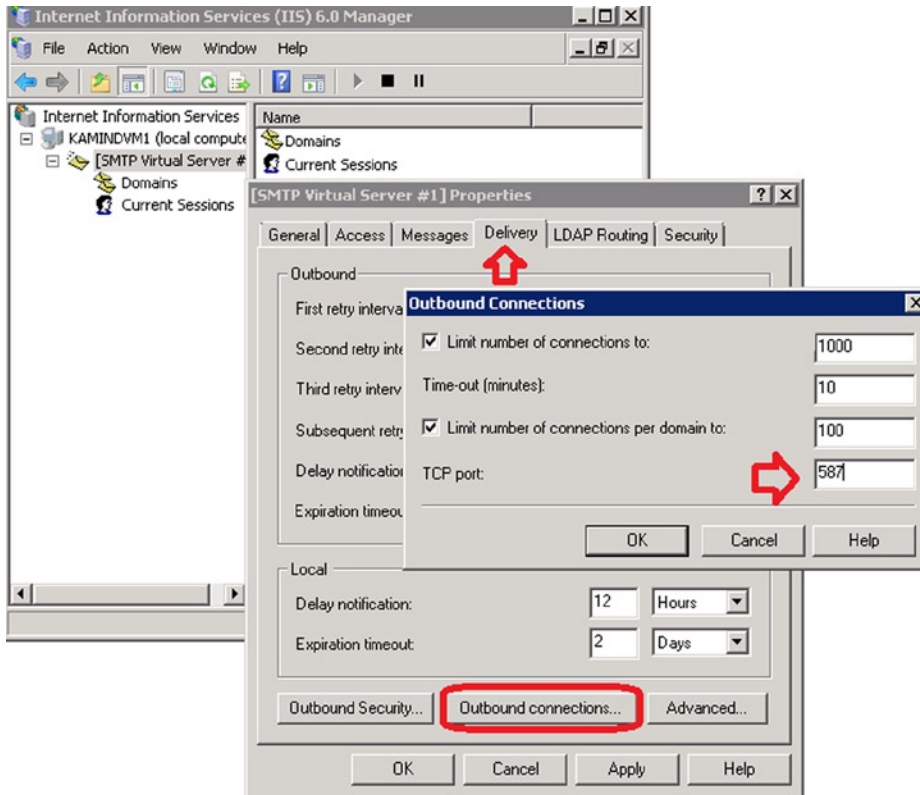 Internet Information Services (IIS) 6.0 Manager
File Action View Window Help
Internet Information Services
KAMINDVM1 (local compute
[SMTP Virtual Server #
Domains
Current Sessions
Name
Domains
Current Sessions
[SMTP Virtual Server #1] Properties
General Access Messages Delivery LDAP Routing Security
Outbound
First retry interva
Second retry inte
Third retry interv
Subsequent retry
Delay notification
Expiration timeou
Outbound Connections
Limit number of connections to: 1000
Time-out (minutes): 10
Limit number of connections per domain to: 100
TCP port: 587
OK Cancel Help
Local
Delay notification: 12 Hours
Expiration timeout: 2 Days
Outbound Security... Outbound connections... Advanced...
OK Cancel Apply Help